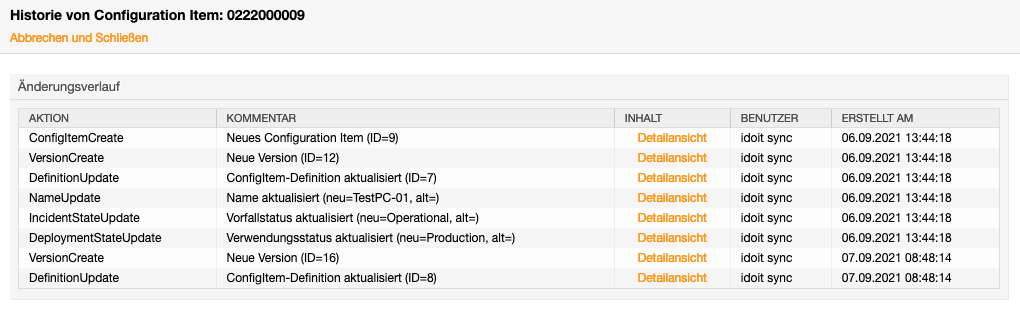 Historie von Configuration Item: 0222000009
Abbrechen und Schließen
Änderungsverlauf
AKTION KOMMENTAR INHALT BENUTZER ERSTELLT AM
ConfigItemCreate Neues Configuration Item (ID=9) Detailansicht idoit sync 06.09.2021 13:44:18
VersionCreate Neue Version (ID=12) Detailansicht idoit sync 06.09.2021 13:44:18
DefinitionUpdate ConfigItem-Definition aktualisiert (ID=7) Detailansicht idoit sync 06.09.2021 13:44:18
NameUpdate Name aktualisiert (neu=TestPC-01, alt=) Detailansicht idoit sync 06.09.2021 13:44:18
IncidentStateUpdate Vorfallstatus aktualisiert (neu=Operational, alt=) Detailansicht idoit sync 06.09.2021 13:44:18
DeploymentStateUpdate Verwendungsstatus aktualisiert (neu=Production, alt=) Detailansicht idoit sync 06.09.2021 13:44:18
VersionCreate Neue Version (ID=16) Detailansicht idoit sync 07.09.2021 08:48:14
DefinitionUpdate ConfigItem-Definition aktualisiert (ID=8) Detailansicht idoit sync 07.09.2021 08:48:14